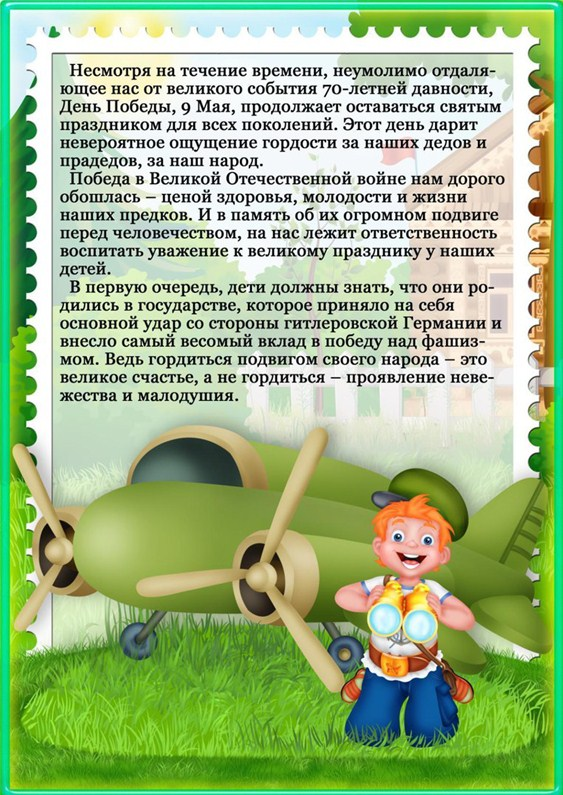 Несмотря на течение времени, неумолимо отдаля-
ющее нас от великого события 70-летней давности,
День Победы, 9 Мая, продолжает оставаться святым
праздником для всех поколений. Этот день дарит
невероятное ощущение гордости за наших дедов и
прадедов, за наш народ.
Победа в Великой Отечественной войне нам дорого
обошлась – ценой здоровья, молодости и жизни
наших предков. И в память об их огромном подвиге
перед человечеством, на нас лежит ответственность
воспитать уважение к великому празднику у наших
детей.
В первую очередь, дети должны знать, что они ро-
дились в государстве, которое приняло на себя
основной удар со стороны гитлеровской Германии и
внесло самый весомый вклад в победу над фашиз-
мом. Ведь гордиться подвигом своего народа – это
великое счастье, а не гордиться – проявление неве-
жества и малодушия.